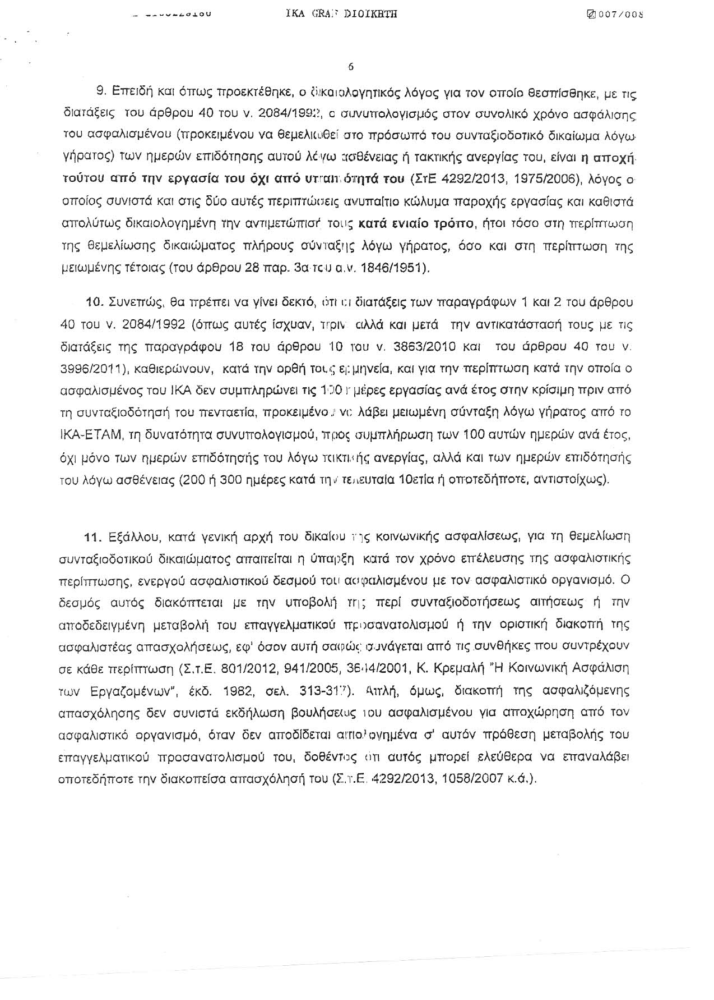 ΙΚΑ GRAF DIOIKHTH 007/008
6
9. Επειδή και όπως προεκτέθηκε, ο δικαιολογητικός λόγος για τον οποίο θεσπίσθηκε, με τις
διατάξεις του άρθρου 40 του ν. 2084/1992, ο συνυπολογισμός στον συνολικό χρόνο ασφάλισης
του ασφαλισμένου (προκειμένου να θεμελιωθεί στο πρόσωπό του συνταξιοδοτικό δικαίωμα λόγω
γήρατος) των ημερών επιδότησης αυτού λόγω ασθένειας ή τακτικής ανεργίας του, είναι η αποχή
τούτου από την εργασία του όχι από υπαιτιότητά του (ΣτΕ 4292/2013, 1975/2006), λόγος ο
οποίος συνιστά και στις δύο αυτές περιπτώσεις ανυπαίτιο κώλυμα παροχής εργασίας και καθιστά
απολύτως δικαιολογημένη την αντιμετώπισή τους κατά ενιαίο τρόπο, ήτοι τόσο στη περίπτωση
της θεμελίωσης δικαιώματος πλήρους σύνταξης λόγω γήρατος, όσο και στη περίπτωση της
μειωμένης τέτοιας (του άρθρου 28 παρ. 3α του α.ν. 1846/1951).
10. Συνεπώς, θα πρέπει να γίνει δεκτό, ότι οι διατάξεις των παραγράφων 1 και 2 του άρθρου
40 του ν. 2084/1992 (όπως αυτές ίσχυαν, πριν αλλά και μετά την αντικατάστασή τους με τις
διατάξεις της παραγράφου 18 του άρθρου 10 του ν. 3863/2010 και του άρθρου 40 του ν.
3996/2011), καθιερώνουν, κατά την ορθή τους ερμηνεία, και για την περίπτωση κατά την οποία ο
ασφαλισμένος του ΙΚΑ δεν συμπληρώνει τις 100 ημέρες εργασίας ανά έτος στην κρίσιμη πριν από
τη συνταξιοδότησή του πενταετία, προκειμένου να λάβει μειωμένη σύνταξη λόγω γήρατος από το
ΙΚΑ-ΕΤΑΜ, τη δυνατότητα συνυπολογισμού, προς συμπλήρωση των 100 αυτών ημερών ανά έτος,
όχι μόνο των ημερών επιδότησής του λόγω τακτικής ανεργίας, αλλά και των ημερών επιδότησής
του λόγω ασθένειας (200 ή 300 ημέρες κατά την τελευταία 10ετία ή οποτεδήποτε, αντιστοίχως).
11. Εξάλλου, κατά γενική αρχή του δικαίου της κοινωνικής ασφαλίσεως, για τη θεμελίωση
συνταξιοδοτικού δικαιώματος απαιτείται η ύπαρξη κατά τον χρόνο επέλευσης της ασφαλιστικής
περίπτωσης, ενεργού ασφαλιστικού δεσμού του ασφαλισμένου με τον ασφαλιστικό οργανισμό. Ο
δεσμός αυτός διακόπτεται με την υποβολή της περί συνταξιοδοτήσεως αιτήσεως ή την
αποδεδειγμένη μεταβολή του επαγγελματικού προσανατολισμού ή την οριστική διακοπή της
ασφαλιστέας απασχολήσεως, εφ' όσον αυτή σαφώς συνάγεται από τις συνθήκες που συντρέχουν
σε κάθε περίπτωση (Σ.τ.Ε. 801/2012, 941/2005, 3644/2001, Κ. Κρεμαλή "Η Κοινωνική Ασφάλιση
των Εργαζομένων", έκδ. 1982, σελ. 313-317). Απλή, όμως, διακοπή της ασφαλιζόμενης
απασχόλησης δεν συνιστά εκδήλωση βουλήσεως του ασφαλισμένου για αποχώρηση από τον
ασφαλιστικό οργανισμό, όταν δεν αποδίδεται αιτιολογημένα σ' αυτόν πρόθεση μεταβολής του
επαγγελματικού προσανατολισμού του, δοθέντος ότι αυτός μπορεί ελεύθερα να επαναλάβει
οποτεδήποτε την διακοπείσα απασχόλησή του (Σ.τ.Ε. 4292/2013, 1058/2007 κ.ά.).